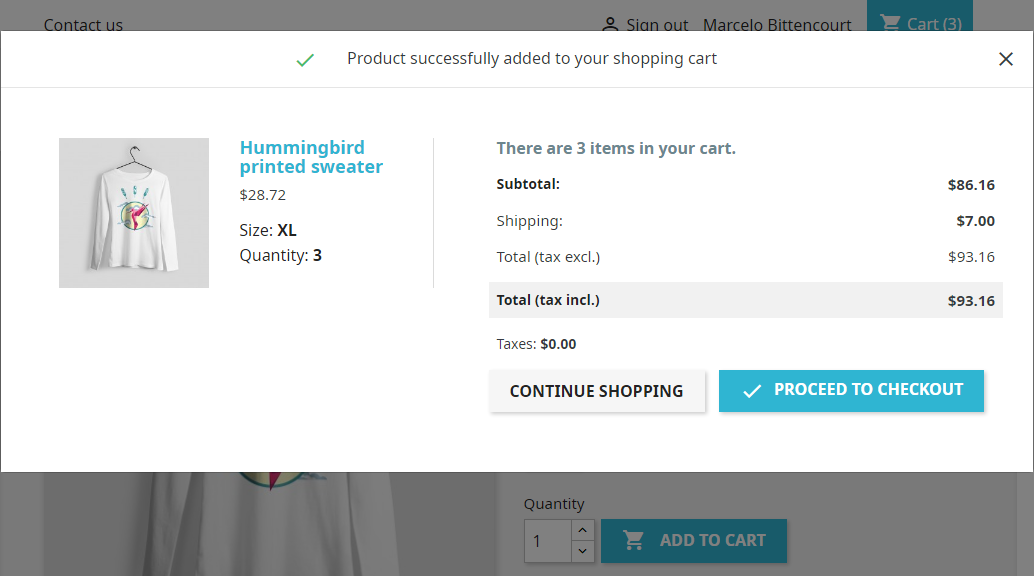 Contact us
Sign out Marcelo Bittencourt Cart (3)
Product successfully added to your shopping cart
Hummingbird
printed sweater
$28.72
Size: XL
Quantity: 3
There are 3 items in your cart.
Subtotal: $86.16
Shipping: $7.00
Total (tax excl.) $93.16
Total (tax incl.) $93.16
Taxes: $0.00
CONTINUE SHOPPING PROCEED TO CHECKOUT
Quantity
1 ADD TO CART